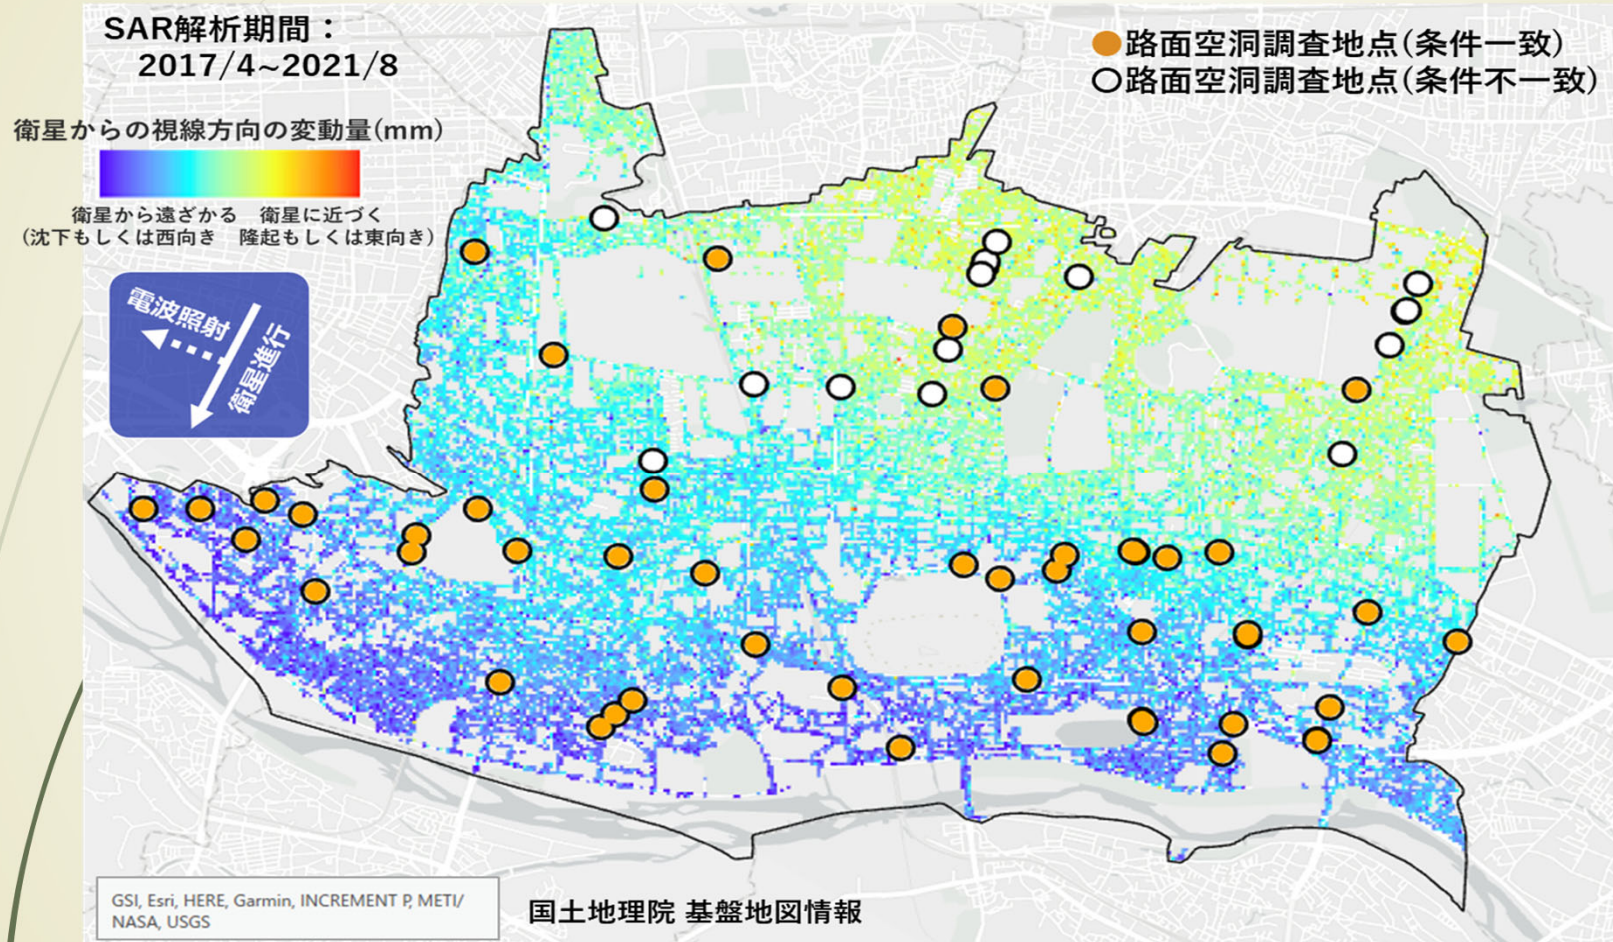 SAR解析期間：
2017/4~2021/8
路面空洞調査地点(条件一致)
路面空洞調査地点(条件不一致)
衛星からの視線方向の変動量(mm)
衛星から遠ざかる 衛星に近づく
(沈下もしくは西向き 隆起もしくは東向き)
電波照射
衛星進行
GSI, Esri, HERE, Garmin, INCREMENT P, METI/
NASA, USGS
国土地理院 基盤地図情報